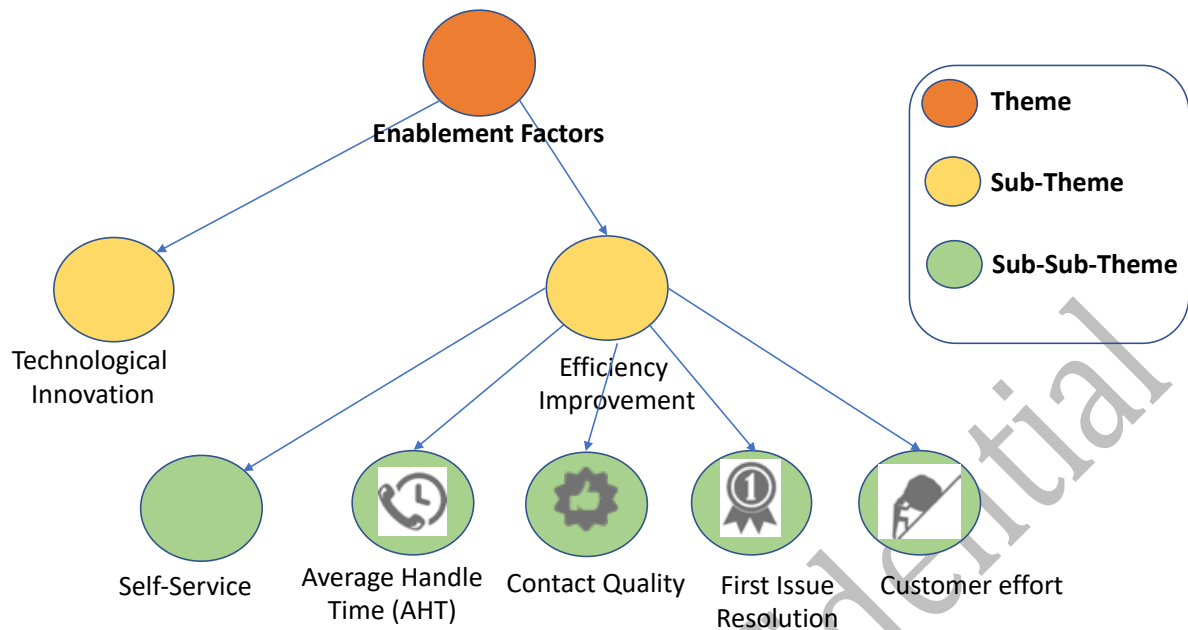 Enablement Factors
Theme
Sub-Theme
Sub-Sub-Theme
Technological
Innovation
Efficiency
Improvement
Self-Service
Average Handle
Time (AHT)
Contact Quality
1
First Issue
Resolution
Customer effort